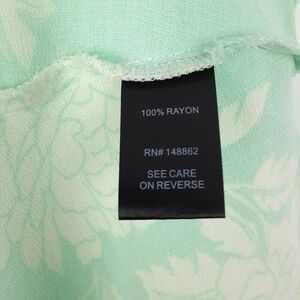 100% RAYON
RN# 148862
SEE CARE
ON REVERSE